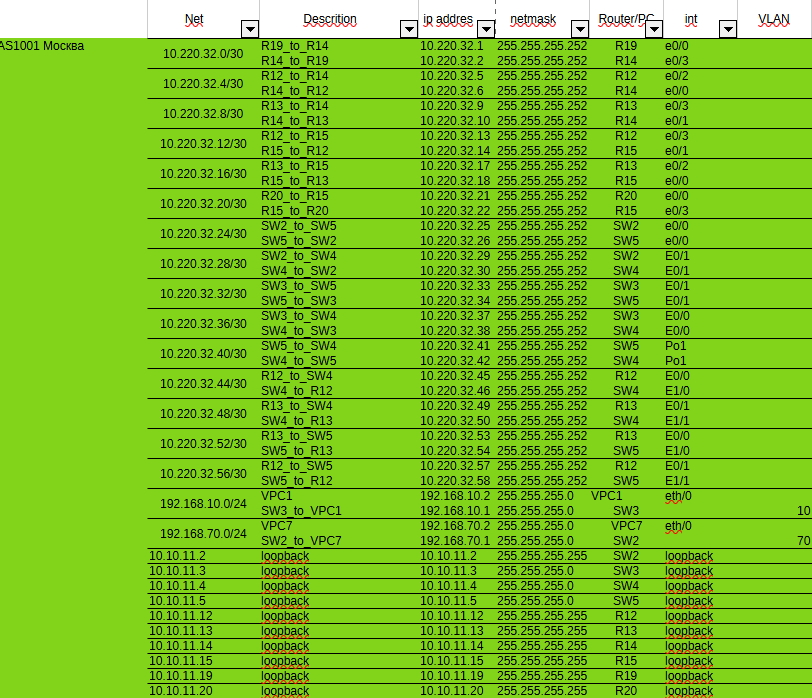 Net Descrition ip addres netmask Router/PC int VLAN
AS1001 Москва
10.220.32.0/30 R19_to_R14 10.220.32.1 255.255.255.252 R19 e0/0
R14_to_R19 10.220.32.2 255.255.255.252 R14 e0/3
10.220.32.4/30 R12_to_R14 10.220.32.5 255.255.255.252 R12 e0/2
R14_to_R12 10.220.32.6 255.255.255.252 R14 e0/0
10.220.32.8/30 R13_to_R14 10.220.32.9 255.255.255.252 R13 e0/3
R14_to_R13 10.220.32.10 255.255.255.252 R14 e0/1
10.220.32.12/30 R12_to_R15 10.220.32.13 255.255.255.252 R12 e0/3
R15_to_R12 10.220.32.14 255.255.255.252 R15 e0/1
10.220.32.16/30 R13_to_R15 10.220.32.17 255.255.255.252 R13 e0/2
R15_to_R13 10.220.32.18 255.255.255.252 R15 e0/0
10.220.32.20/30 R20_to_R15 10.220.32.21 255.255.255.252 R20 e0/0
R15_to_R20 10.220.32.22 255.255.255.252 R15 e0/3
10.220.32.24/30 SW2_to_SW5 10.220.32.25 255.255.255.252 SW2 e0/0
SW5_to_SW2 10.220.32.26 255.255.255.252 SW5 e0/0
10.220.32.28/30 SW2_to_SW4 10.220.32.29 255.255.255.252 SW2 E0/1
SW4_to_SW2 10.220.32.30 255.255.255.252 SW4 E0/1
10.220.32.32/30 SW3_to_SW5 10.220.32.33 255.255.255.252 SW3 E0/1
SW5_to_SW3 10.220.32.34 255.255.255.252 SW5 E0/1
10.220.32.36/30 SW3_to_SW4 10.220.32.37 255.255.255.252 SW3 E0/0
SW4_to_SW3 10.220.32.38 255.255.255.252 SW4 E0/0
10.220.32.40/30 SW5_to_SW4 10.220.32.41 255.255.255.252 SW5 Po1
SW4_to_SW5 10.220.32.42 255.255.255.252 SW4 Po1
10.220.32.44/30 R12_to_SW4 10.220.32.45 255.255.255.252 R12 E0/0
SW4_to_R12 10.220.32.46 255.255.255.252 SW4 E1/0
10.220.32.48/30 R13_to_SW4 10.220.32.49 255.255.255.252 R13 E0/1
SW4_to_R13 10.220.32.50 255.255.255.252 SW4 E1/1
10.220.32.52/30 R13_to_SW5 10.220.32.53 255.255.255.252 R13 E0/0
SW5_to_R13 10.220.32.54 255.255.255.252 SW5 E1/0
10.220.32.56/30 R12_to_SW5 10.220.32.57 255.255.255.252 R12 E0/1
SW5_to_R12 10.220.32.58 255.255.255.252 SW5 E1/1
192.168.10.0/24 VPC1 192.168.10.2 255.255.255.0 VPC1 eth/0
SW3_to_VPC1 192.168.10.1 255.255.255.0 SW3 10
192.168.70.0/24 VPC7 192.168.70.2 255.255.255.0 VPC7 eth/0
SW2_to_VPC7 192.168.70.1 255.255.255.0 SW2 70
10.10.11.2 loopback 10.10.11.2 255.255.255.255 SW2 loopback
10.10.11.3 loopback 10.10.11.3 255.255.255.0 SW3 loopback
10.10.11.4 loopback 10.10.11.4 255.255.255.0 SW4 loopback
10.10.11.5 loopback 10.10.11.5 255.255.255.0 SW5 loopback
10.10.11.12 loopback 10.10.11.12 255.255.255.255 R12 loopback
10.10.11.13 loopback 10.10.11.13 255.255.255.255 R13 loopback
10.10.11.14 loopback 10.10.11.14 255.255.255.255 R14 loopback
10.10.11.15 loopback 10.10.11.15 255.255.255.255 R15 loopback
10.10.11.19 loopback 10.10.11.19 255.255.255.255 R19 loopback
10.10.11.20 loopback 10.10.11.20 255.255.255.255 R20 loopback